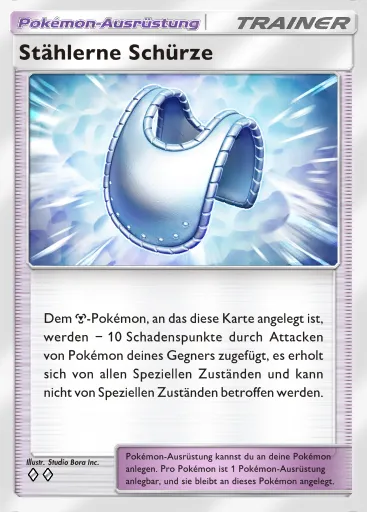 Pokémon-Ausrüstung TRAINER
Stählerne Schürze
Dem -Pokémon, an das diese Karte angelegt ist,
werden – 10 Schadenspunkte durch Attacken
von Pokémon deines Gegners zugefügt, es erholt
sich von allen Speziellen Zuständen und kann
nicht von Speziellen Zuständen betroffen werden.
Illustr. Studio Bora Inc.
Pokémon-Ausrüstung kannst du an deine Pokémon
anlegen. Pro Pokémon ist 1 Pokémon-Ausrüstung
anlegbar, und sie bleibt an dieses Pokémon angelegt.